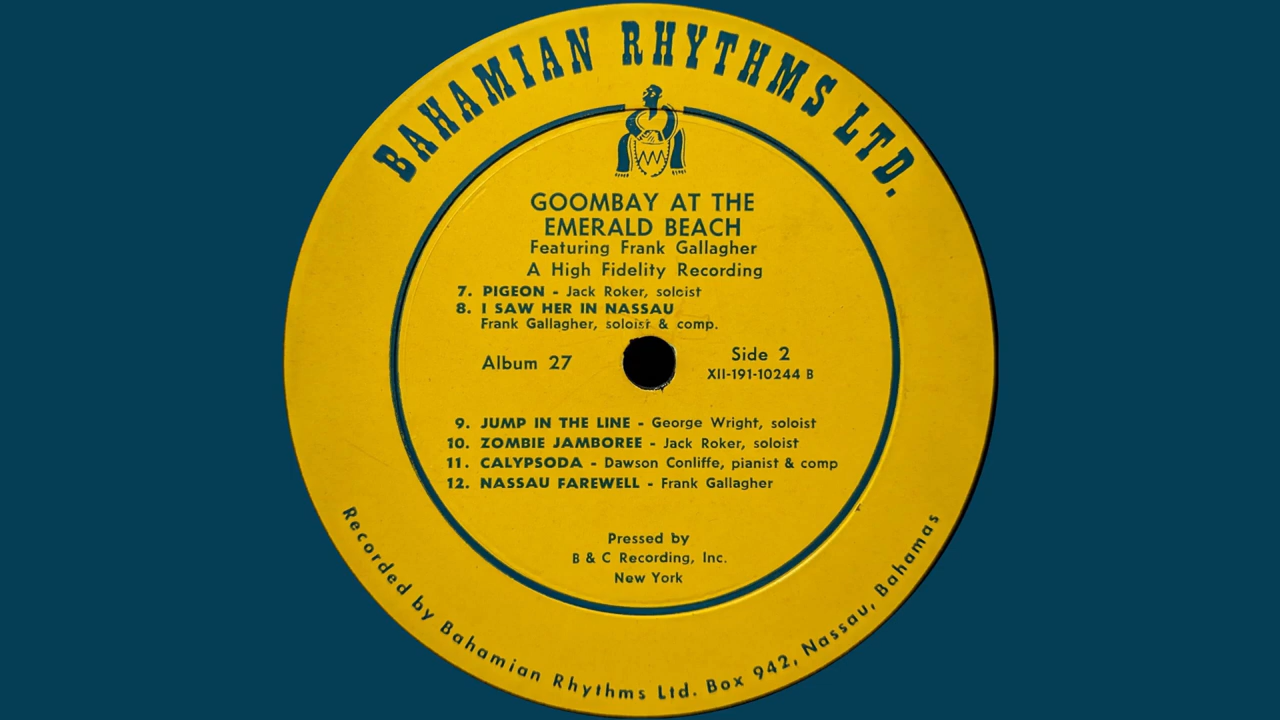 BAHAMIAN RHYTHMS LTD.
GOOMBAY AT THE
EMERALD BEACH
Featuring Frank Gallagher
A High Fidelity Recording
7. PIGEON - Jack Roker, soloist
8. I SAW HER IN NASSAU
Frank Gallagher, soloist & comp.
Album 27
Side 2
XII-191-10244 B
9. JUMP IN THE LINE - George Wright, soloist
10. ZOMBIE JAMBOREE - Jack Roker, soloist
11. CALYPSODA - Dawson Conliffe, pianist & comp
12. NASSAU FAREWELL - Frank Gallagher
Pressed by
B & C Recording, Inc.
New York
Recorded by Bahamian Rhythms Ltd. Box 942, Nassau, Bahamas